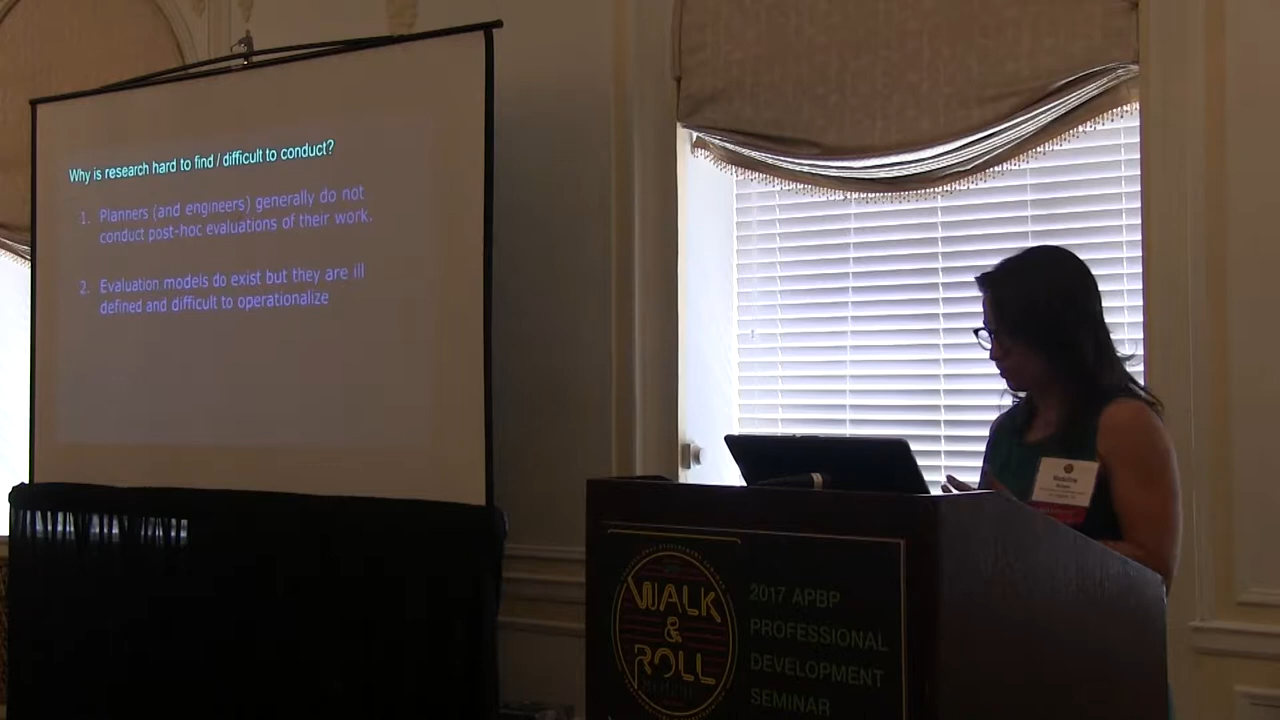 Why is research hard to find / difficult to conduct?
1. Planners (and engineers) generally do not
conduct post-hoc evaluations of their work.
2. Evaluation models do exist but they are ill
defined and difficult to operationalize
WALK
&
ROLL
2017 APBP
PROFESSIONAL
DEVELOPMENT
SEMINAR
Madeline